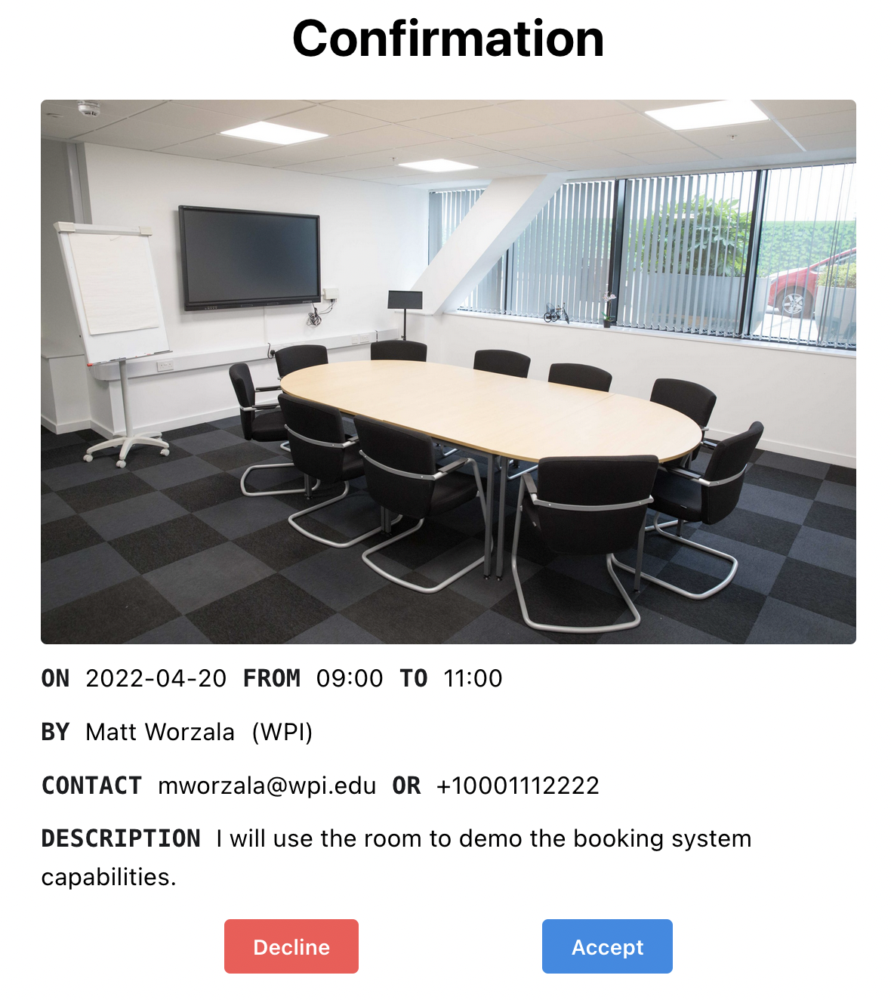 Confirmation
ON 2022-04-20 FROM 09:00 TO 11:00
BY Matt Worzala (WPI)
CONTACT mworzala@wpi.edu OR +10001112222
DESCRIPTION I will use the room to demo the booking system
capabilities.
Decline Accept